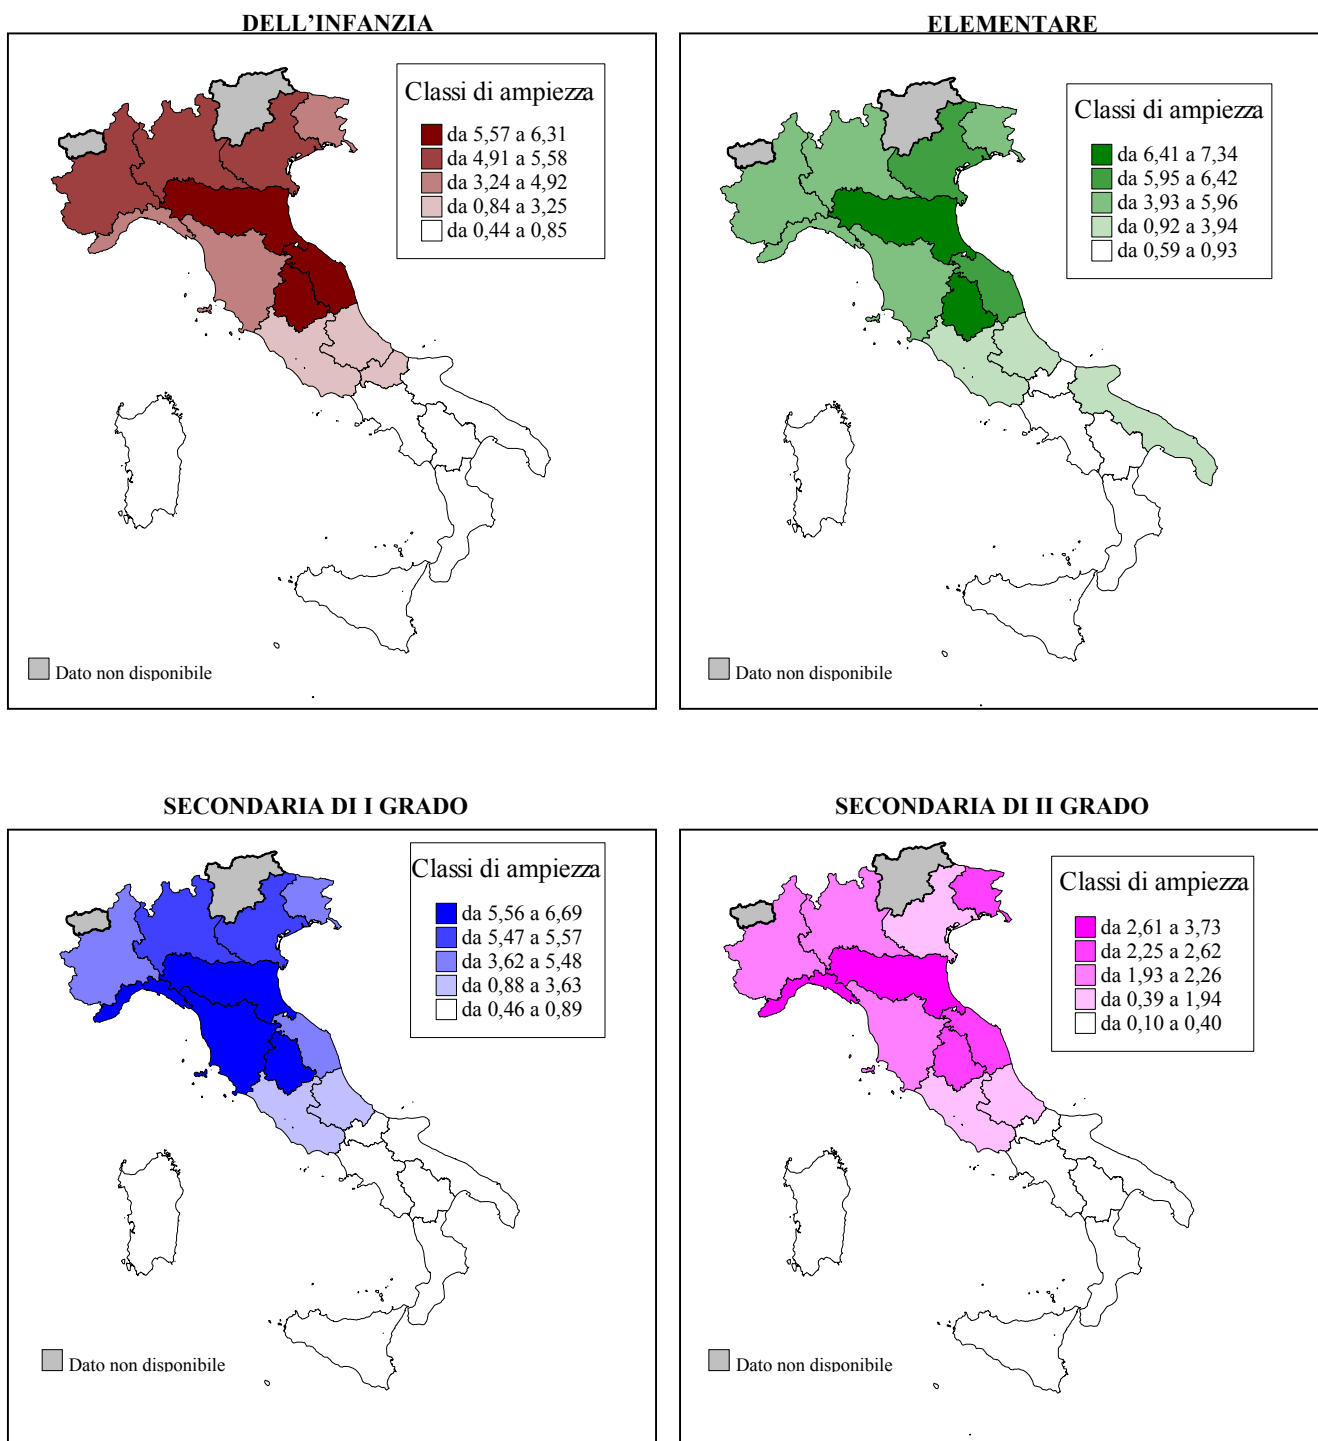 DELL'INFANZIA
Classi di ampiezza
da 5,57 a 6,31
da 4,91 a 5,58
da 3,24 a 4,92
da 0,84 a 3,25
da 0,44 a 0,85
Dato non disponibile
ELEMENTARE
Classi di ampiezza
da 6,41 a 7,34
da 5,95 a 6,42
da 3,93 a 5,96
da 0,92 a 3,94
da 0,59 a 0,93
Dato non disponibile
SECONDARIA DI I GRADO
Classi di ampiezza
da 5,56 a 6,69
da 5,47 a 5,57
da 3,62 a 5,48
da 0,88 a 3,63
da 0,46 a 0,89
Dato non disponibile
SECONDARIA DI II GRADO
Classi di ampiezza
da 2,61 a 3,73
da 2,25 a 2,62
da 1,93 a 2,26
da 0,39 a 1,94
da 0,10 a 0,40
Dato non disponibile